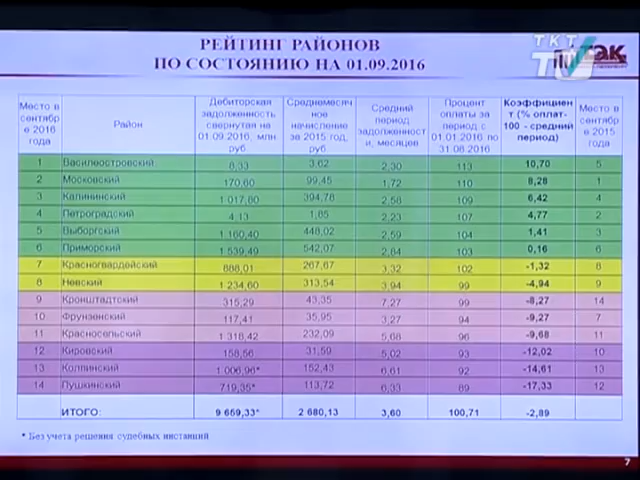 ТКТ
TV
ТЭК
РЕЙТИНГ РАЙОНОВ
ПО СОСТОЯНИЮ НА 01.09.2016
Место в сентябр е 2016 года Район Дебиторская задолженность свернутая на 01.09.2016, млн. руб. Среднемесяч ное начисление за 2015 год, руб. Средний период задолженност и, месяцев Процент оплаты за период с 01.01.2016 по 31.08.2016 Коэффициен т (% оплат- 100 - средний период) Место в сентябр е 2015 года
1 Василеостровский 8,33 3,62 2,30 113 10,70 5
2 Московский 170,60 99,45 1,72 110 8,28 1
3 Калининский 1 017,60 394,78 2,58 109 6,42 4
4 Петроградский 4,13 1,85 2,23 107 4,77 2
5 Выборгский 1 160,40 448,02 2,59 104 1,41 3
6 Приморский 1 539,49 542,07 2,84 103 0,16 6
7 Красногвардейский 888,01 267,67 3,32 102 -1,32 8
8 Невский 1 234,60 313,54 3,94 99 -4,94 9
9 Кронштадтский 315,29 43,35 7,27 99 -8,27 14
10 Фрунзенский 117,41 35,95 3,27 94 -9,27 7
11 Красносельский 1 318,42 232,09 5,68 96 -9,68 11
12 Кировский 158,56 31,59 5,02 93 -12,02 10
13 Колпинский 1 006,96* 152,43 6,61 92 -14,61 13
14 Пушкинский 719,35* 113,72 6,33 89 -17,33 12
ИТОГО: 9 659,33* 2 680,13 3,60 100,71 -2,89
* Без учета решения судебных инстанций
7